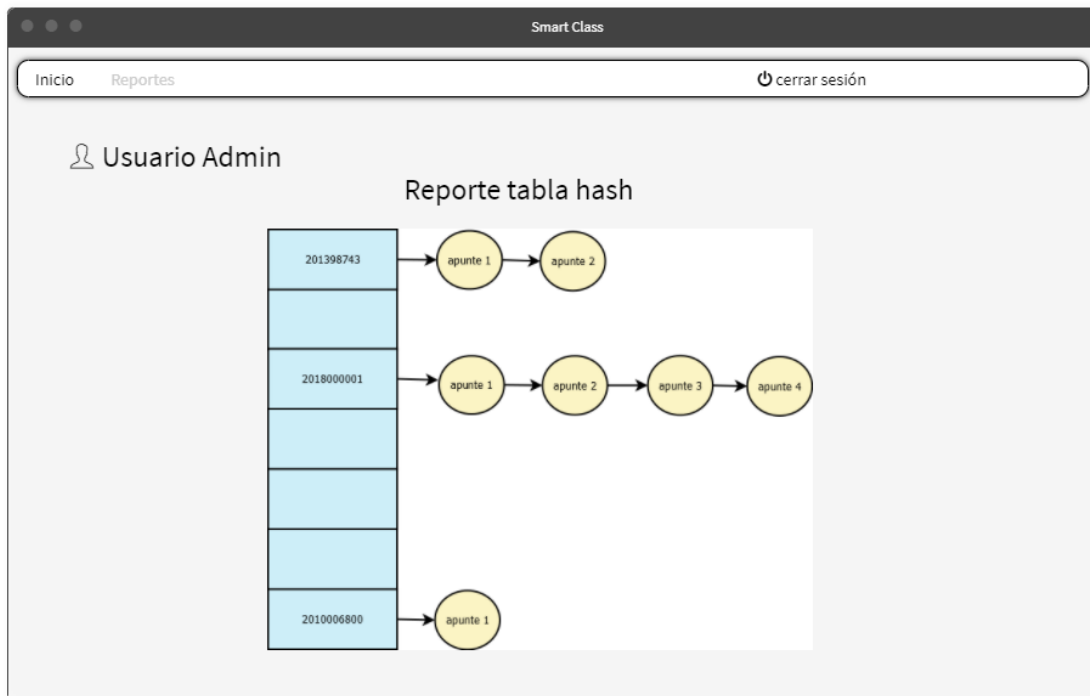 Smart Class
Inicio Reportes cerrar sesión
Usuario Admin
Reporte tabla hash
201398743 apunte 1 apunte 2
2018000001 apunte 1 apunte 2 apunte 3 apunte 4
2010006800 apunte 1